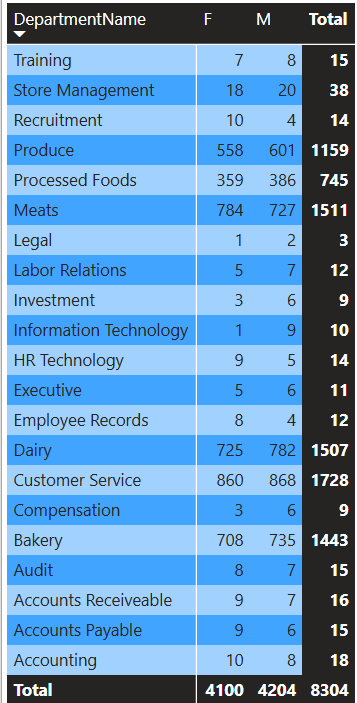 DepartmentName F M Total
Training 7 8 15
Store Management 18 20 38
Recruitment 10 4 14
Produce 558 601 1159
Processed Foods 359 386 745
Meats 784 727 1511
Legal 1 2 3
Labor Relations 5 7 12
Investment 3 6 9
Information Technology 1 9 10
HR Technology 9 5 14
Executive 5 6 11
Employee Records 8 4 12
Dairy 725 782 1507
Customer Service 860 868 1728
Compensation 3 6 9
Bakery 708 735 1443
Audit 8 7 15
Accounts Receiveable 9 7 16
Accounts Payable 9 6 15
Accounting 10 8 18
Total 4100 4204 8304